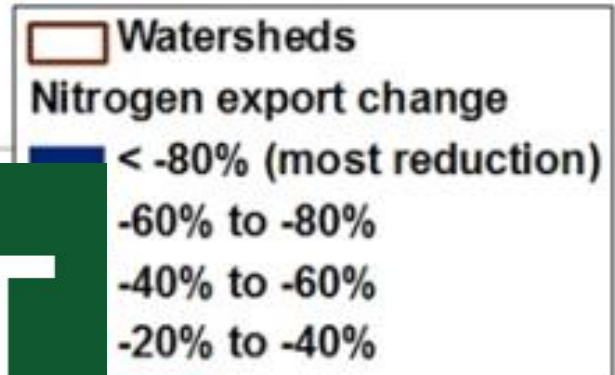 Watersheds
Nitrogen export change
< -80% (most reduction)
-60% to -80%
-40% to -60%
-20% to -40%